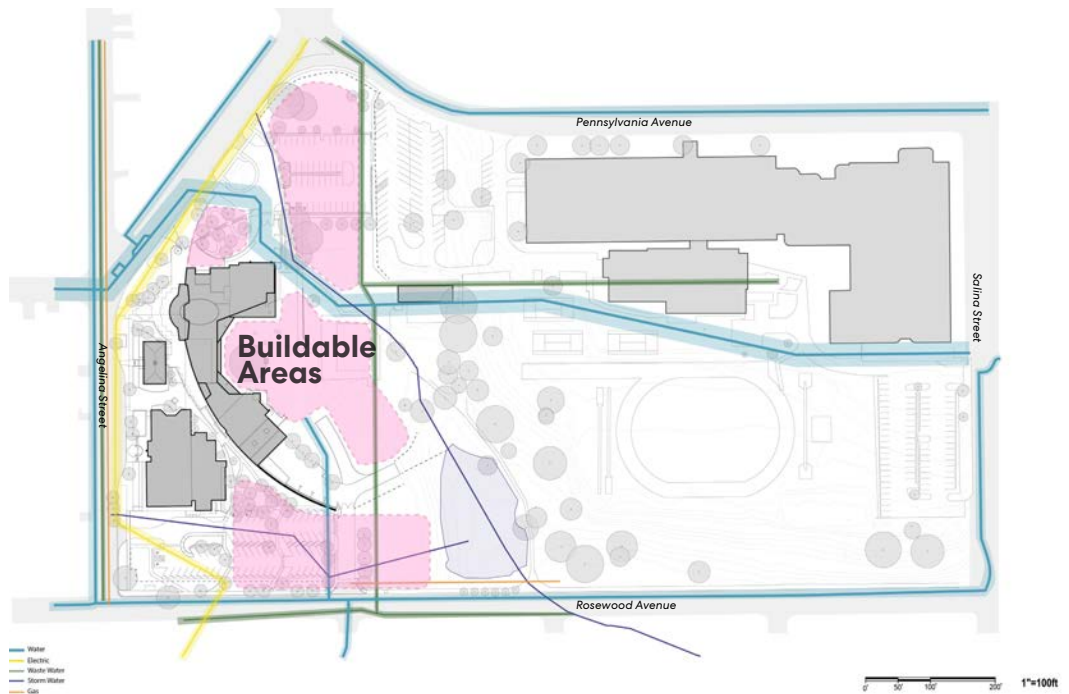 Pennsylvania Avenue
Salina Street
Buildable
Areas
Angelina Street
Rosewood Avenue
Water
Electric
Waste Water
Storm Water
Gas
0' 50' 100' 200' 1"=100ft